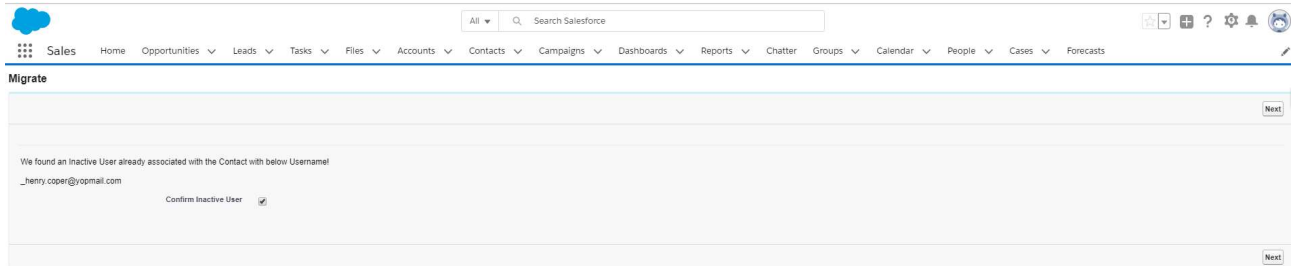 All
Search Salesforce
?
Sales Home Opportunities Leads Tasks Files Accounts Contacts Campaigns Dashboards Reports Chatter Groups Calendar People Cases Forecasts
Migrate
Next
We found an Inactive User already associated with the Contact with below Username!
_henry.coper@yopmail.com
Confirm Inactive User
Next